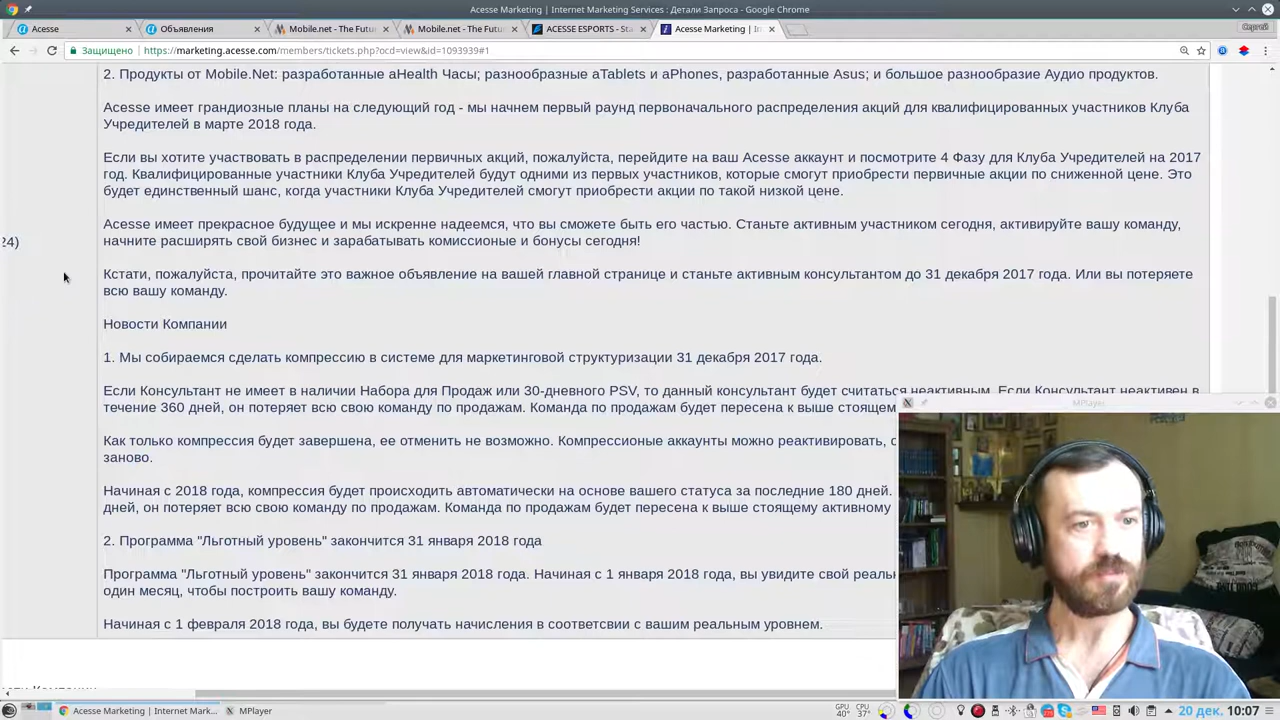 Acesse Marketing | Internet Marketing Services : Детали Запроса - Google Chrome
Acesse
Объявления
Mobile.net - The Futur
Mobile.net - The Futur
ACESSE ESPORTS - Sta
Acesse Marketing | In
Сергей
Защищено
https://marketing.acesse.com/members/tickets.php?ocd=view&id=1093939#1
2. Продукты от Mobile.Net: разработанные aHealth Часы; разнообразные aTablets и aPhones, разработанные Asus; и большое разнообразие Аудио продуктов.
Acesse имеет грандиозные планы на следующий год - мы начнем первый раунд первоначального распределения акций для квалифицированных участников Клуба
Учредителей в марте 2018 года.
Если вы хотите участвовать в распределении первичных акций, пожалуйста, перейдите на ваш Acesse аккаунт и посмотрите 4 Фазу для Клуба Учредителей на 2017
год. Квалифицированные участники Клуба Учредителей будут одними из первых участников, которые смогут приобрести первичные акции по сниженной цене. Это
будет единственный шанс, когда участники Клуба Учредителей смогут приобрести акции по такой низкой цене.
Acesse имеет прекрасное будущее и мы искренне надеемся, что вы сможете быть его частью. Станьте активным участником сегодня, активируйте вашу команду,
24)
начните расширять свой бизнес и зарабатывать комиссионые и бонусы сегодня!
Кстати, пожалуйста, прочитайте это важное объявление на вашей главной странице и станьте активным консультантом до 31 декабря 2017 года. Или вы потеряете
всю вашу команду.
Новости Компании
1. Мы собираемся сделать компрессию в системе для маркетинговой структуризации 31 декабря 2017 года.
Если Консультант не имеет в наличии Набора для Продаж или 30-дневного PSV, то данный консультант будет считаться неактивным. Если Консультант неактивен в
течение 360 дней, он потеряет всю свою команду по продажам. Команда по продажам будет пересена к выше стоящем
MPlayer
Как только компрессия будет завершена, ее отменить не возможно. Компрессионые аккаунты можно реактивировать,
заново.
Начиная с 2018 года, компрессия будет происходить автоматически на основе вашего статуса за последние 180 дней.
дней, он потеряет всю свою команду по продажам. Команда по продажам будет пересена к выше стоящему активному
2. Программа "Льготный уровень" закончится 31 января 2018 года
Программа "Льготный уровень" закончится 31 января 2018 года. Начиная с 1 января 2018 года, вы увидите свой реаль
один месяц, чтобы построить вашу команду.
Начиная с 1 февраля 2018 года, вы будете получать начисления в соответсвии с вашим реальным уровнем.
Acesse Marketing | Internet Mark...
MPlayer
GPU 40°
CPU 37°
20 дек. 10:07